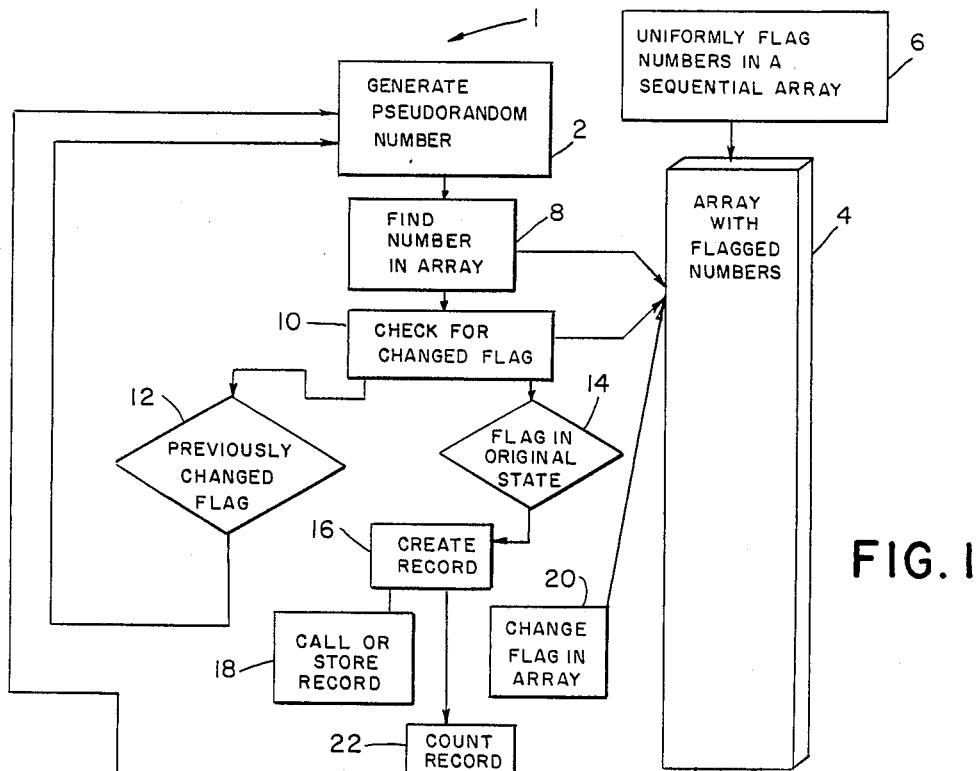 1
GENERATE
PSEUDORANDOM
NUMBER
2
UNIFORMLY FLAG
NUMBERS IN A
SEQUENTIAL ARRAY
6
FIND
NUMBER
IN ARRAY
8
ARRAY
WITH
FLAGGED
NUMBERS
4
10
CHECK FOR
CHANGED FLAG
12
PREVIOUSLY
CHANGED
FLAG
14
FLAG IN
ORIGINAL
STATE
16
CREATE
RECORD
18
CALL OR
STORE
RECORD
20
CHANGE
FLAG IN
ARRAY
22
COUNT
RECORD
FIG. 1